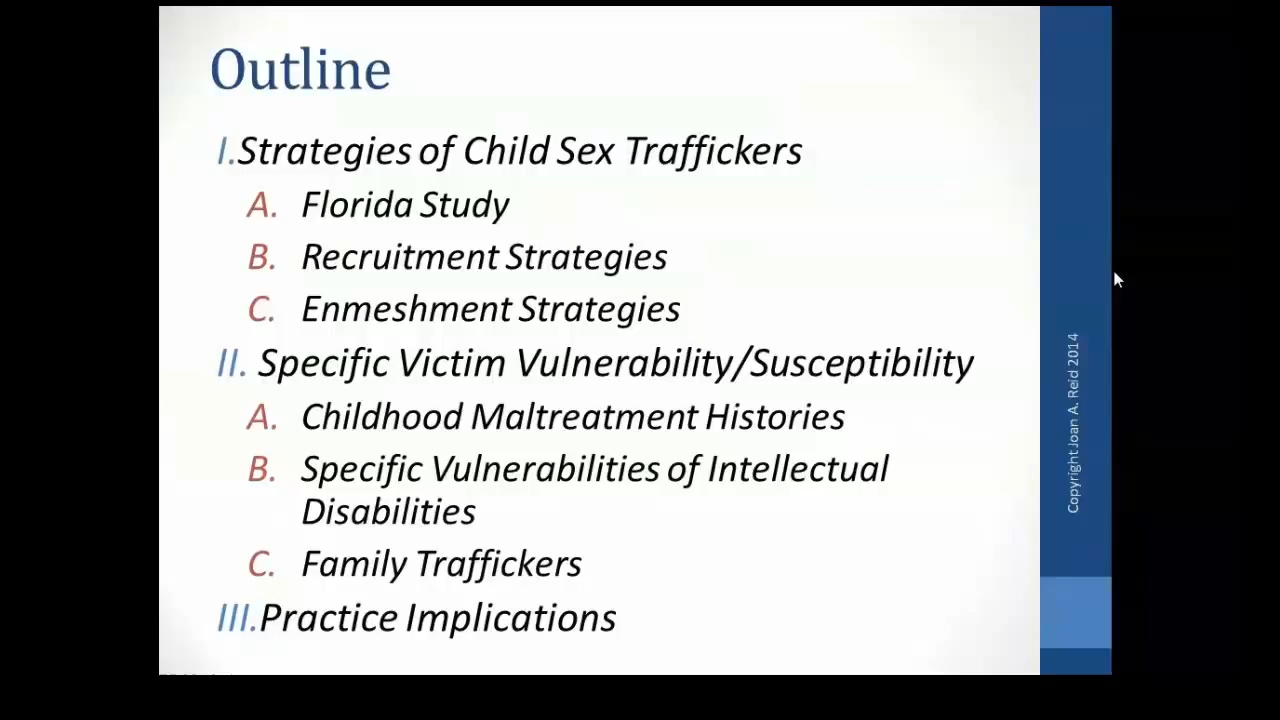 Outline
I.Strategies of Child Sex Traffickers
A. Florida Study
B. Recruitment Strategies
C. Enmeshment Strategies
II. Specific Victim Vulnerability/Susceptibility
A. Childhood Maltreatment Histories
B. Specific Vulnerabilities of Intellectual
Disabilities
C. Family Traffickers
III.Practice Implications
Copyright Joan A. Reid 2014